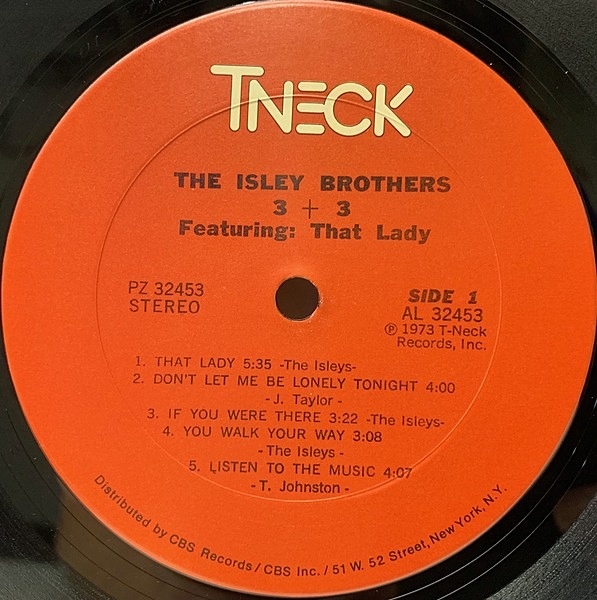 TNECK
THE ISLEY BROTHERS
3 + 3
Featuring: That Lady
PZ 32453
STEREO
SIDE 1
AL 32453
Ⓟ 1973 T-Neck
Records, Inc.
1. THAT LADY 5:35 -The Isleys-
2. DON'T LET ME BE LONELY TONIGHT 4:00
- J. Taylor -
3. IF YOU WERE THERE 3:22 -The Isleys-
4. YOU WALK YOUR WAY 3:08
- The Isleys -
5. LISTEN TO THE MUSIC 4:07
- T. Johnston -
Distributed by CBS Records / CBS Inc. / 51 W. 52 Street, New York, N.Y.